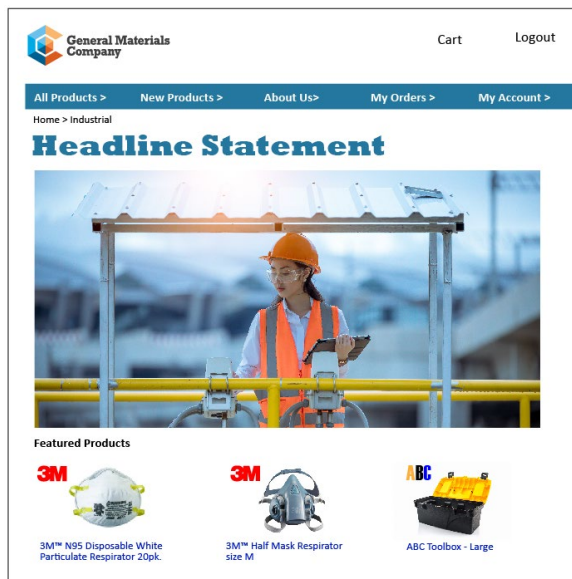 General Materials
Company
Cart
Logout
All Products >
New Products >
About Us>
My Orders >
My Account >
Home > Industrial
Headline Statement
Featured Products
3M
3M
ABC
3M™ N95 Disposable White
Particulate Respirator 20pk.
3M™ Half Mask Respirator
size M
ABC Toolbox - Large